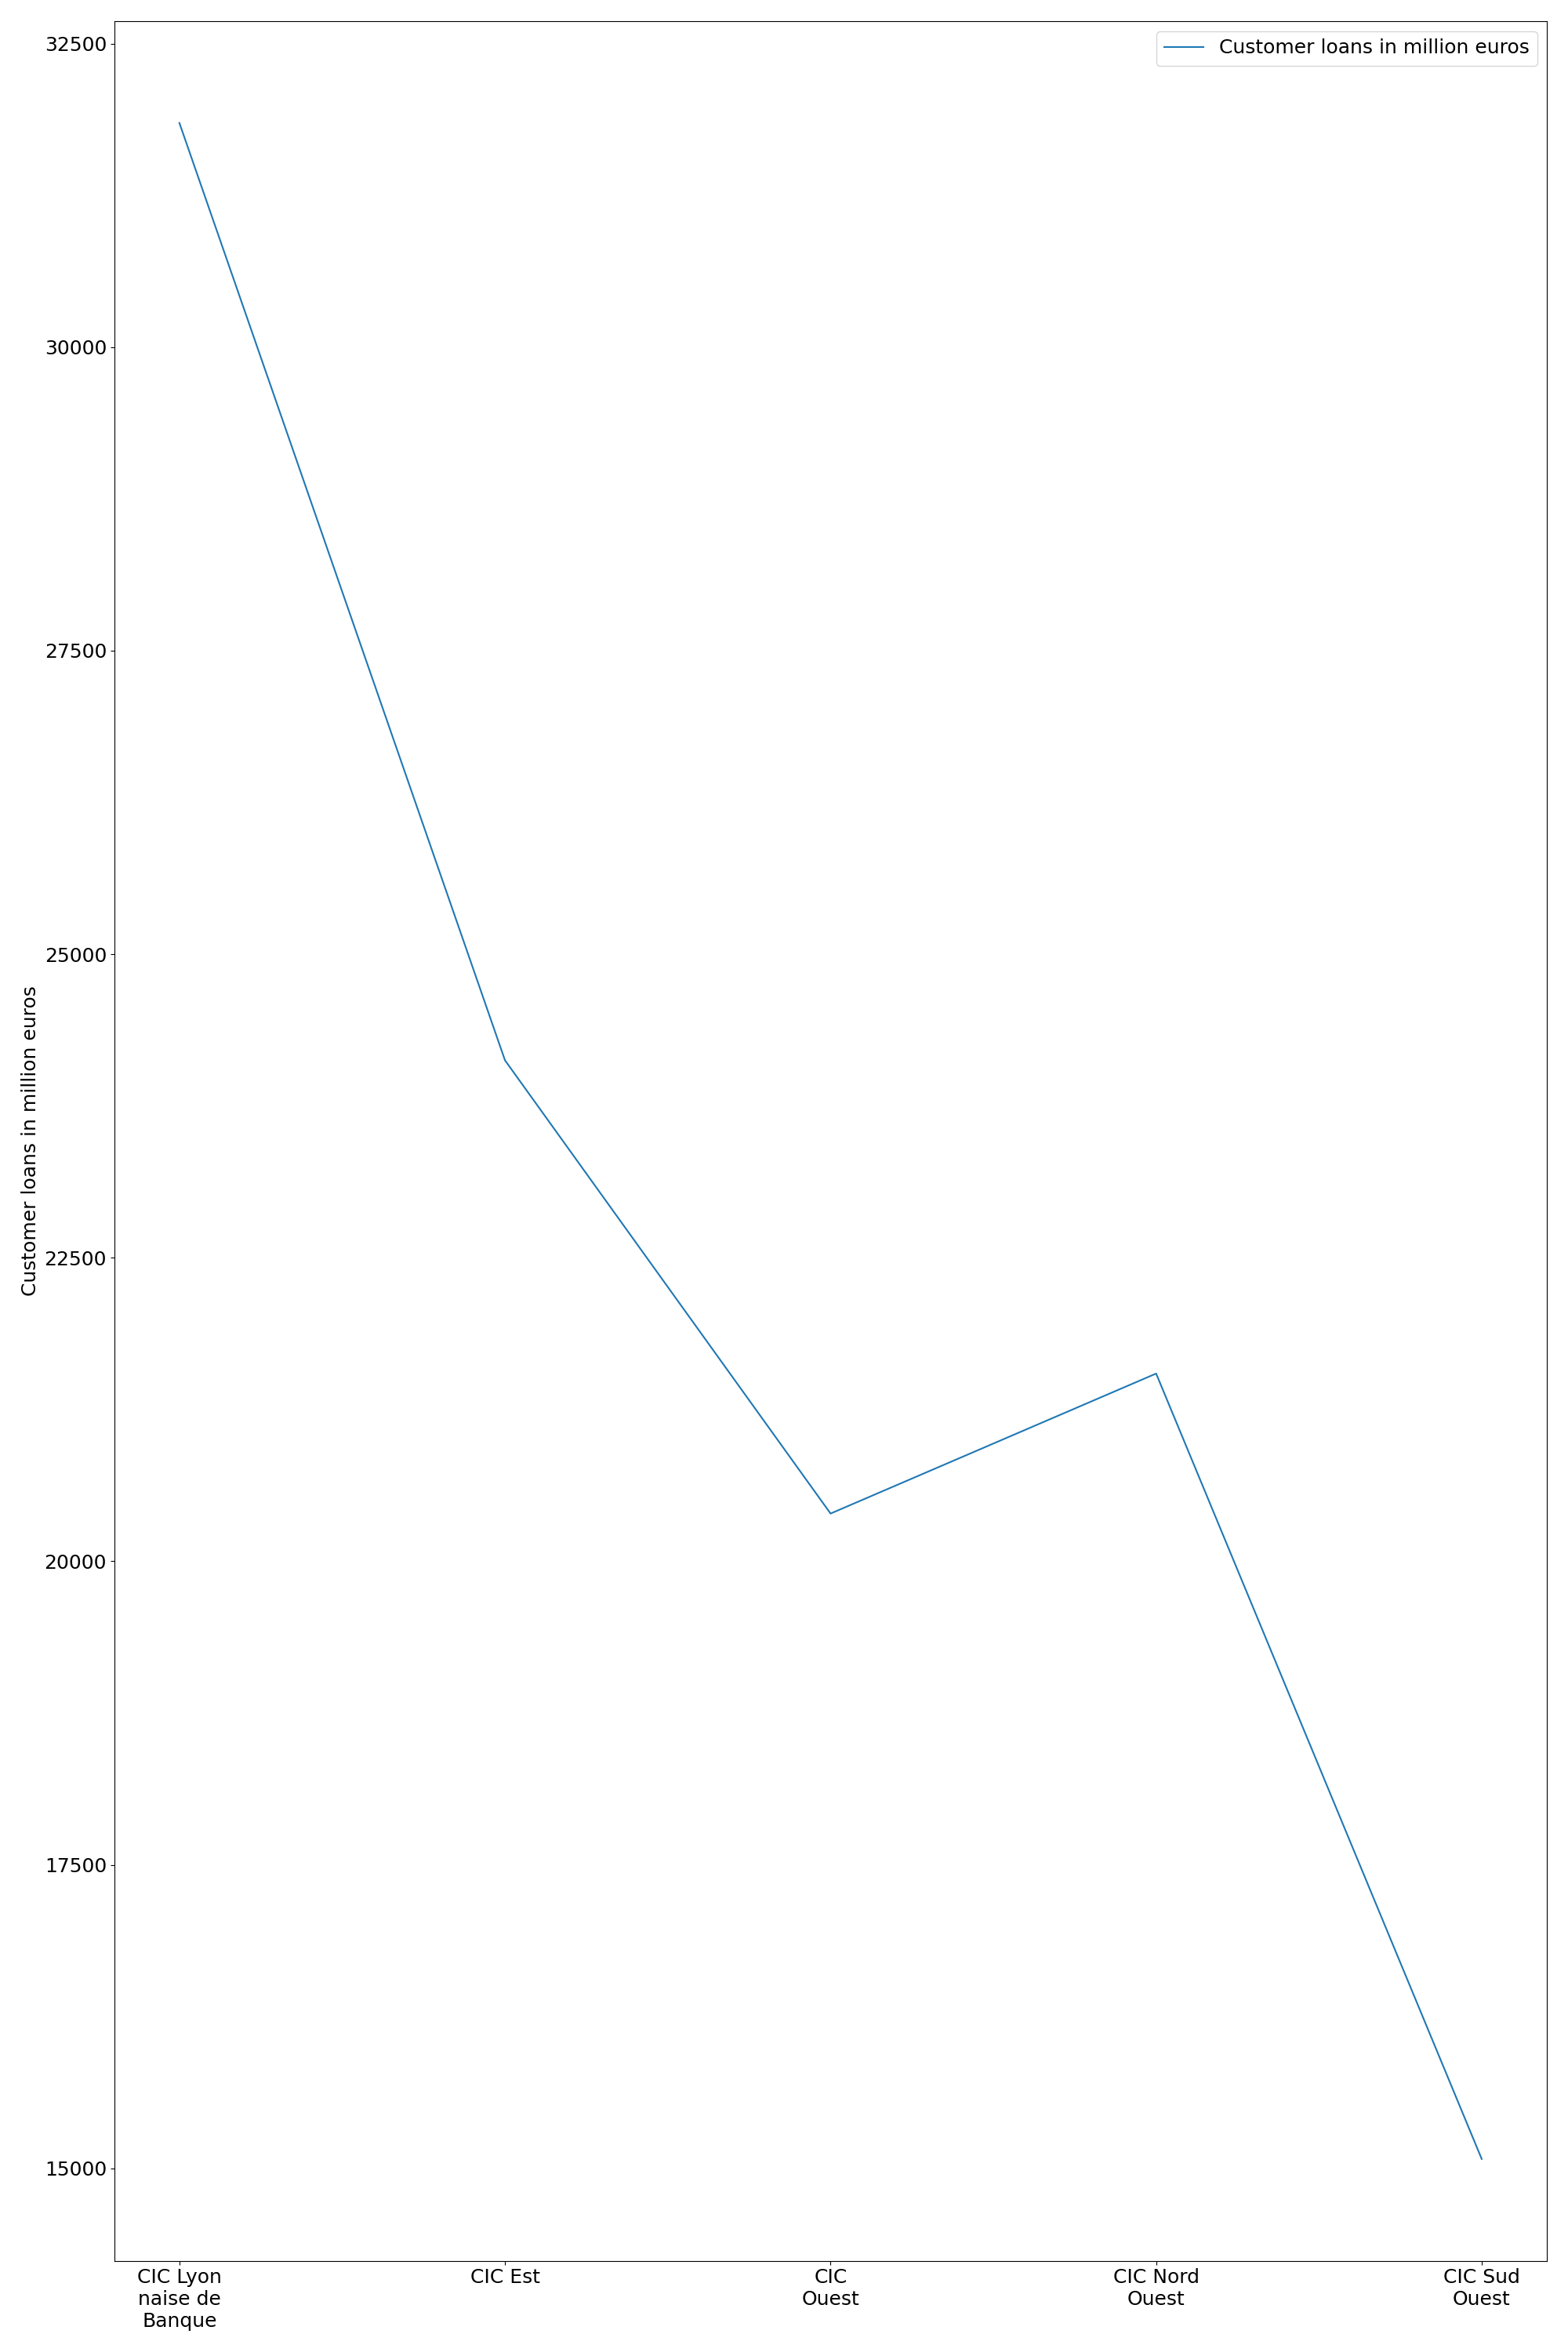 Customer loans in million euros
32500
30000
27500
25000
22500
20000
17500
15000
Customer loans in million euros
CIC Lyon
naise de
Banque
CIC Est
CIC
Ouest
CIC Nord
Ouest
CIC Sud
Ouest